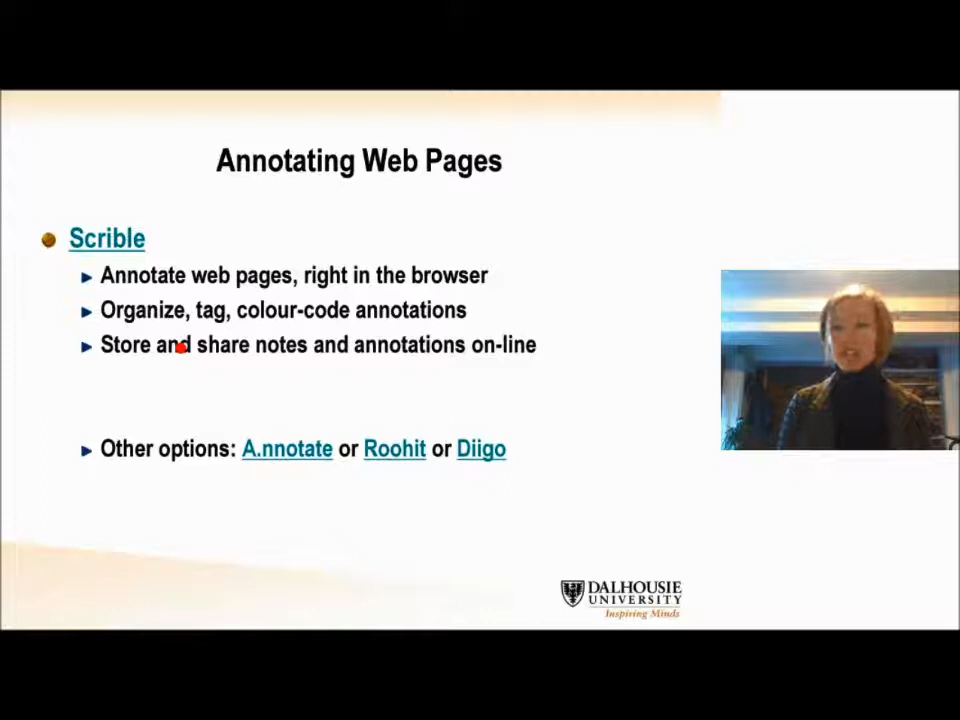 Annotating Web Pages
Scrible
Annotate web pages, right in the browser
Organize, tag, colour-code annotations
Store and share notes and annotations on-line
Other options: A.nnotate or Roohit or Diigo
DALHOUSIE
UNIVERSITY
Inspiring Minds